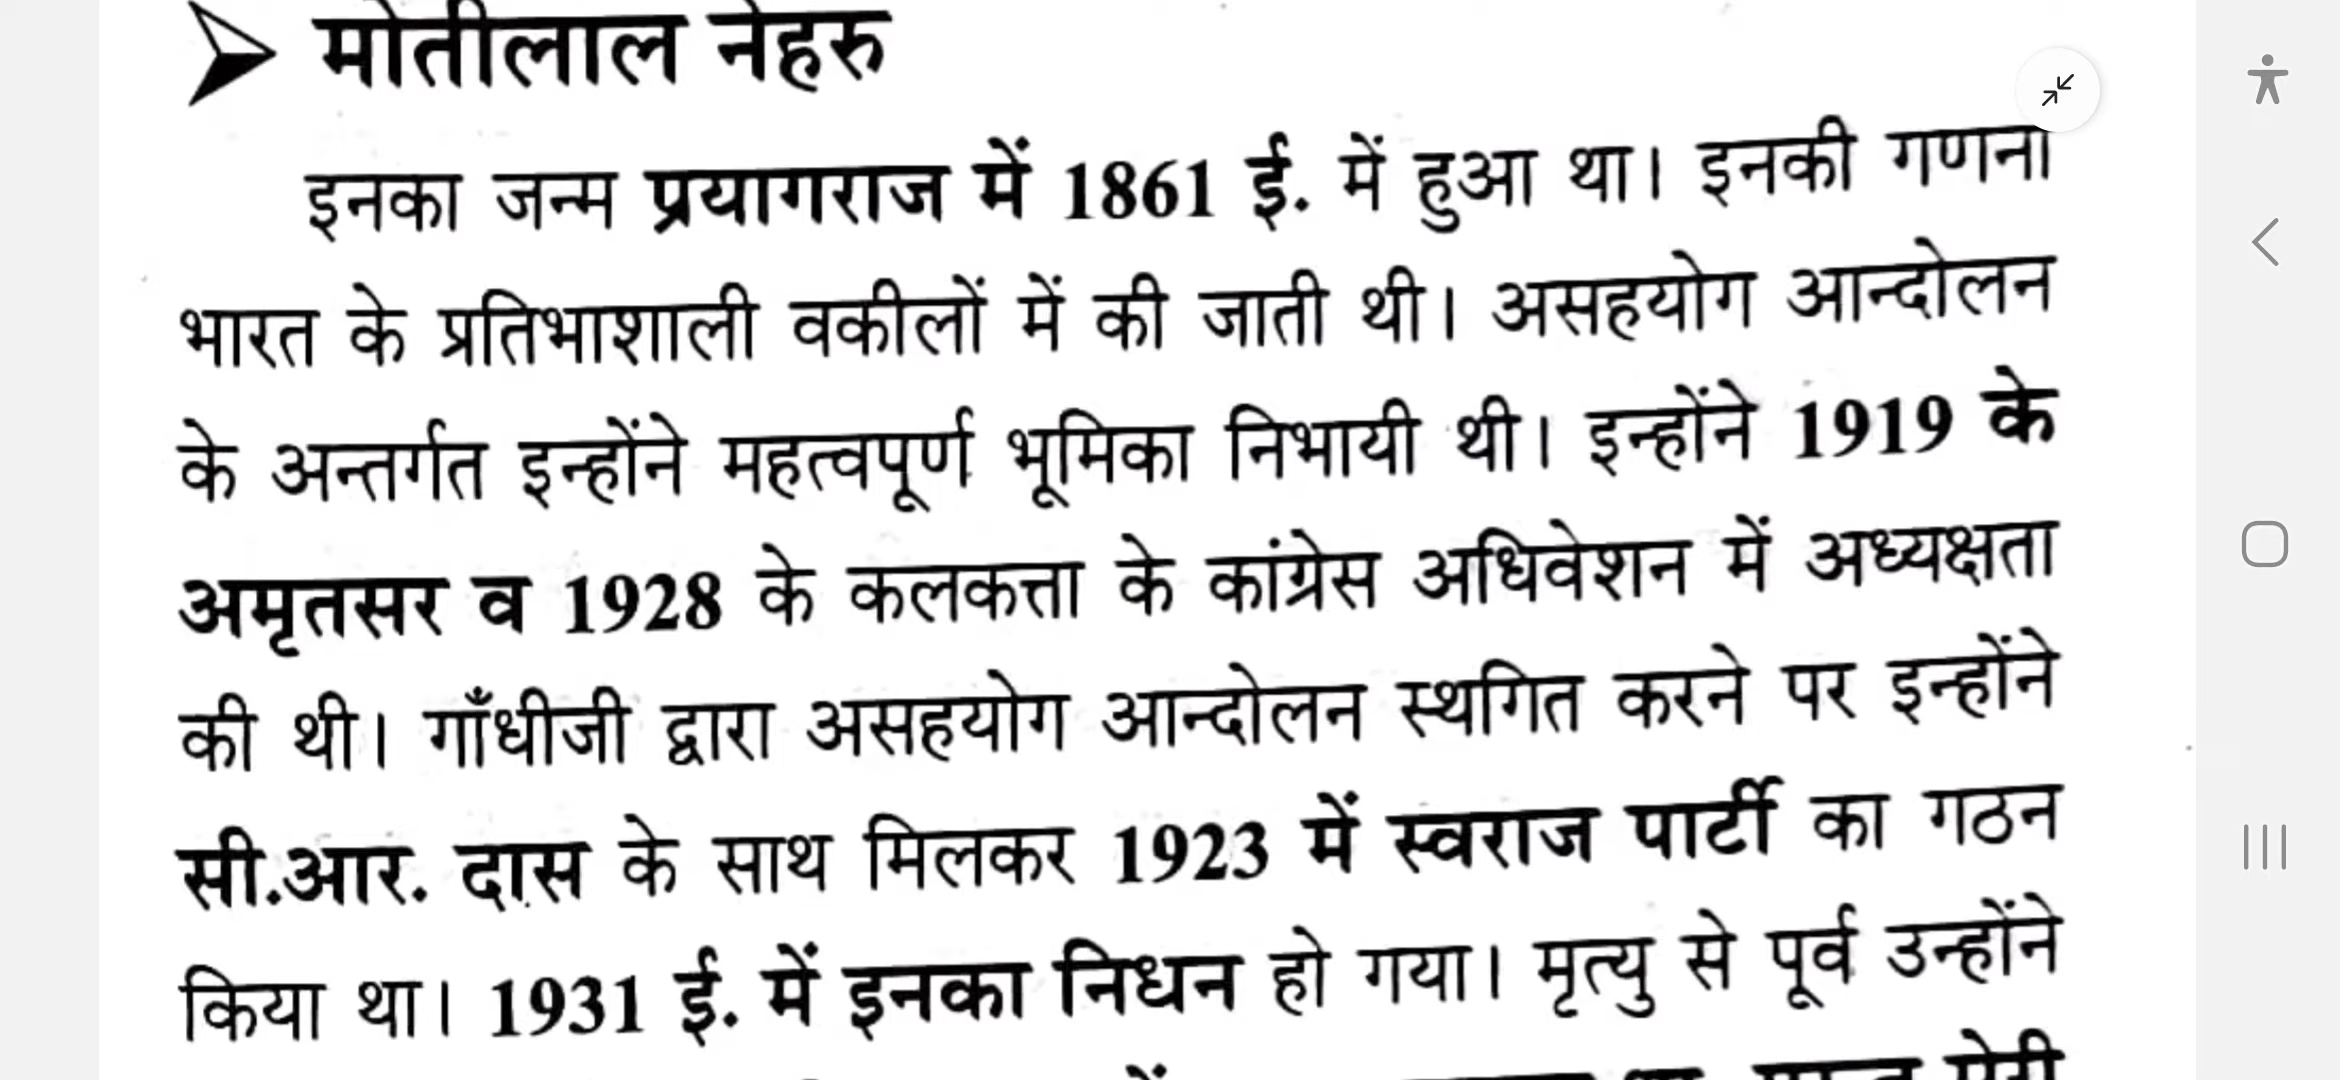 मोतीलाल नेहरु
इनका जन्म प्रयागराज में 1861 ई. में हुआ था। इनकी गणना
भारत के प्रतिभाशाली वकीलों में की जाती थी। असहयोग आन्दोलन
के अन्तर्गत इन्होंने महत्वपूर्ण भूमिका निभायी थी। इन्होंने 1919 के
अमृतसर व 1928 के कलकत्ता के कांग्रेस अधिवेशन में अध्यक्षता
की थी। गाँधीजी द्वारा असहयोग आन्दोलन स्थगित करने पर इन्होंने
सी.आर. दास के साथ मिलकर 1923 में स्वराज पार्टी का गठन
किया था। 1931 ई. में इनका निधन हो गया। मृत्यु से पूर्व उन्होंने